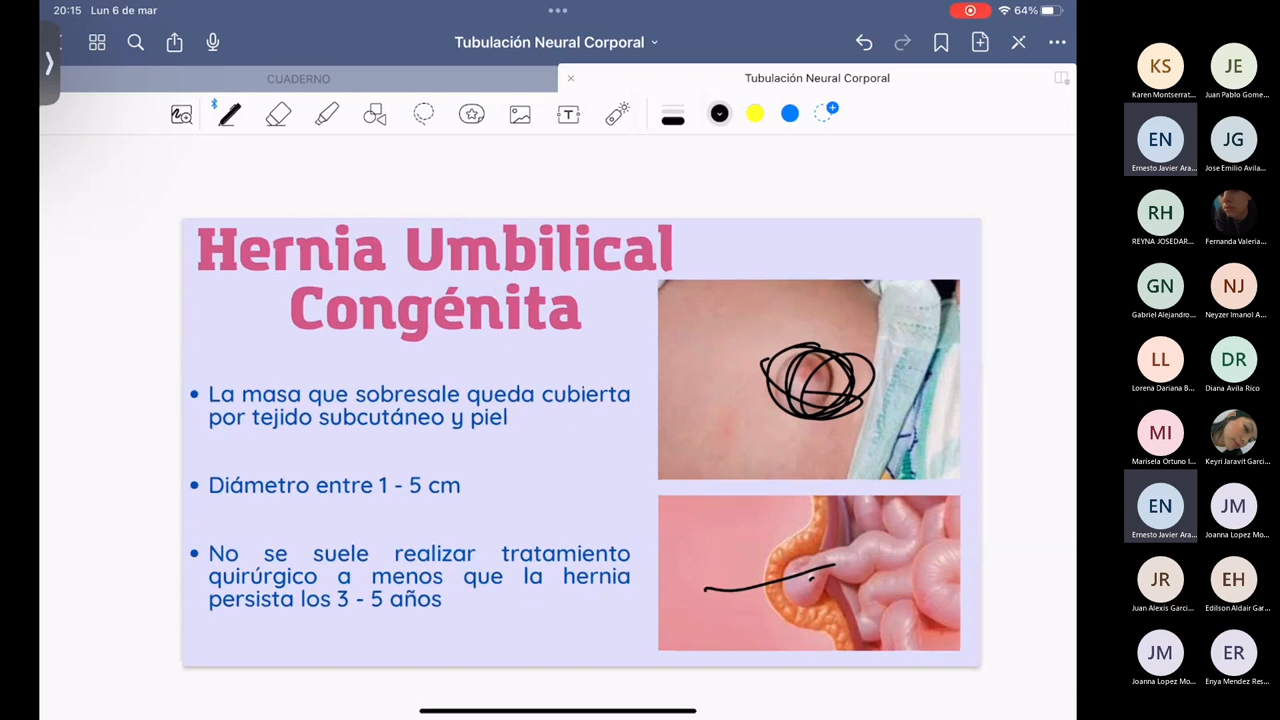 20:15 Lun 6 de mar
64%
Tubulación Neural Corporal
CUADERNO
Tubulación Neural Corporal
Hernia Umbilical
Congénita
• La masa que sobresale queda cubierta
por tejido subcutáneo y piel
• Diámetro entre 1 - 5 cm
• No se suele realizar tratamiento
quirúrgico a menos que la hernia
persista los 3 - 5 años
KS JE
Karen Montserrat... Juan Pablo Gome...
EN JG
Ernesto Javier Ara... Jose Emilio Avila...
RH
REYNA JOSEDAR... Fernanda Valeria...
GN NJ
Gabriel Alejandro... Neyzer Imanol A...
LL DR
Lorena Dariana B... Diana Avila Rico
MI
Marisela Ortuno I... Keyri Jaravit Garci...
EN JM
Ernesto Javier Ara... Joanna Lopez Mo...
JR EH
Juan Alexis Garci... Edilson Aldair Gar...
JM ER
Joanna Lopez Mo... Enya Mendez Res...